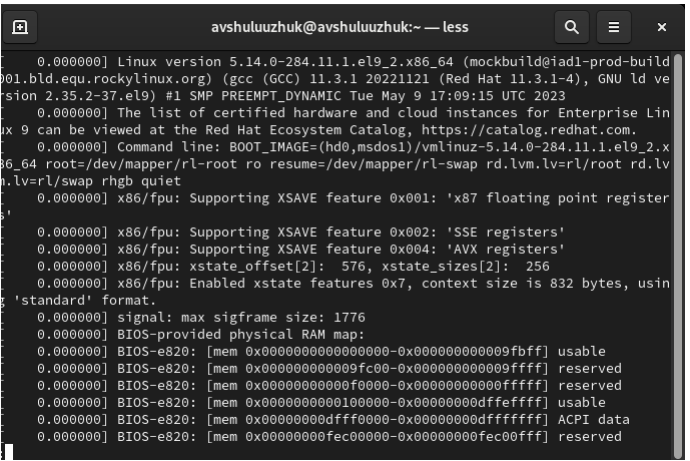 avshuluuzhuk@avshuluuzhuk:~ — less
[    0.000000] Linux version 5.14.0-284.11.1.el9_2.x86_64 (mockbuild@iad1-prod-build
001.bld.equ.rockylinux.org) (gcc (GCC) 11.3.1 20221121 (Red Hat 11.3.1-4), GNU ld ve
rsion 2.35.2-37.el9) #1 SMP PREEMPT_DYNAMIC Tue May 9 17:09:15 UTC 2023
[    0.000000] The list of certified hardware and cloud instances for Enterprise Lin
ux 9 can be viewed at the Red Hat Ecosystem Catalog, https://catalog.redhat.com.
[    0.000000] Command line: BOOT_IMAGE=(hd0,msdos1)/vmlinuz-5.14.0-284.11.1.el9_2.x
86_64 root=/dev/mapper/rl-root ro resume=/dev/mapper/rl-swap rd.lvm.lv=rl/root rd.lv
m.lv=rl/swap rhgb quiet
[    0.000000] x86/fpu: Supporting XSAVE feature 0x001: 'x87 floating point register
s'
[    0.000000] x86/fpu: Supporting XSAVE feature 0x002: 'SSE registers'
[    0.000000] x86/fpu: Supporting XSAVE feature 0x004: 'AVX registers'
[    0.000000] x86/fpu: xstate_offset[2]:  576, xstate_sizes[2]:  256
[    0.000000] x86/fpu: Enabled xstate features 0x7, context size is 832 bytes, usin
g 'standard' format.
[    0.000000] signal: max sigframe size: 1776
[    0.000000] BIOS-provided physical RAM map:
[    0.000000] BIOS-e820: [mem 0x0000000000000000-0x000000000009fbff] usable
[    0.000000] BIOS-e820: [mem 0x000000000009fc00-0x000000000009ffff] reserved
[    0.000000] BIOS-e820: [mem 0x00000000000f0000-0x00000000000fffff] reserved
[    0.000000] BIOS-e820: [mem 0x0000000000100000-0x00000000dffeffff] usable
[    0.000000] BIOS-e820: [mem 0x00000000dfff0000-0x00000000dfffffff] ACPI data
[    0.000000] BIOS-e820: [mem 0x00000000fec00000-0x00000000fec00fff] reserved
: